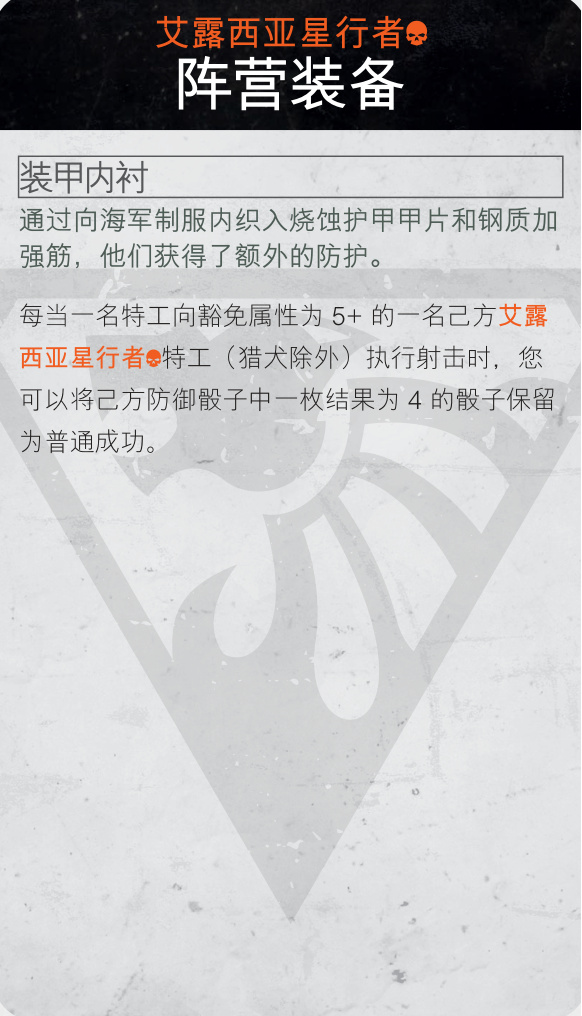 艾露西亚星行者
阵营装备
装甲内衬
通过向海军制服内织入烧蚀护甲甲片和钢质加
强筋，他们获得了额外的防护。
每当一名特工向豁免属性为 5+ 的一名己方艾露
西亚星行者特工（猎犬除外）执行射击时，您
可以将己方防御骰子中一枚结果为 4 的骰子保留
为普通成功。